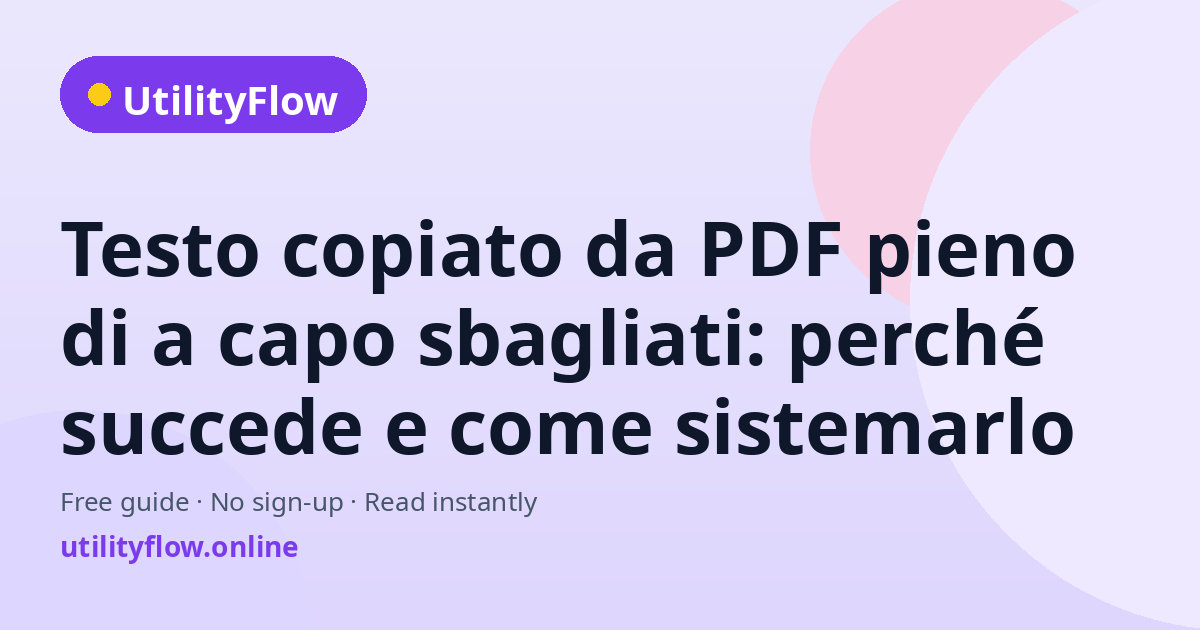 UtilityFlow
Testo copiato da PDF pieno
di a capo sbagliati: perché
succede e come sistemarlo
Free guide · No sign-up · Read instantly
utilityflow.online